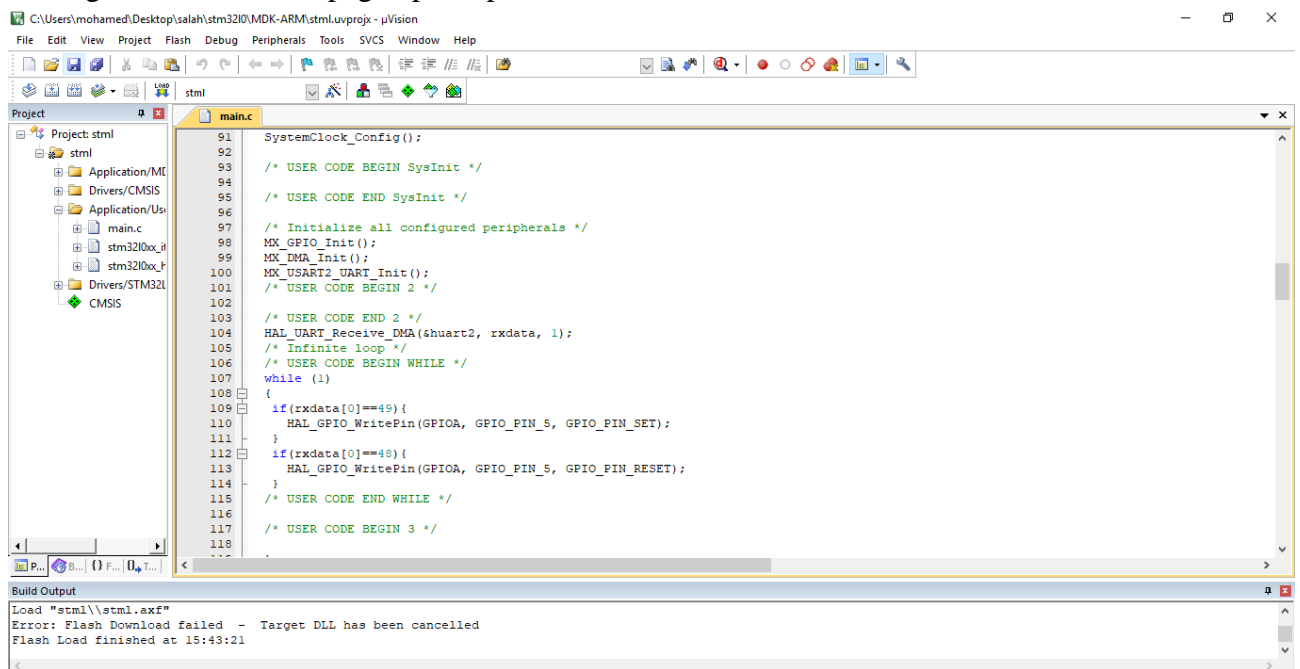 C:\Users\mohamed\Desktop\salah\stm32l0\MDK-ARM\stml.uvprojx - µVision
File Edit View Project Flash Debug Peripherals Tools SVCS Window Help
LOAD
stml
Project
main.c
Project: stml
stml
Application/MD
Drivers/CMSIS
Application/Use
main.c
stm32l0xx_it
stm32l0xx_h
Drivers/STM32L
CMSIS
91 SystemClock_Config();
92
93 /* USER CODE BEGIN SysInit */
94
95 /* USER CODE END SysInit */
96
97 /* Initialize all configured peripherals */
98 MX_GPIO_Init();
99 MX_DMA_Init();
100 MX_USART2_UART_Init();
101 /* USER CODE BEGIN 2 */
102
103 /* USER CODE END 2 */
104 HAL_UART_Receive_DMA(&huart2, rxdata, 1);
105 /* Infinite loop */
106 /* USER CODE BEGIN WHILE */
107 while (1)
108 {
109 if(rxdata[0]==49){
110 HAL_GPIO_WritePin(GPIOA, GPIO_PIN_5, GPIO_PIN_SET);
111 }
112 if(rxdata[0]==48){
113 HAL_GPIO_WritePin(GPIOA, GPIO_PIN_5, GPIO_PIN_RESET);
114 }
115 /* USER CODE END WHILE */
116
117 /* USER CODE BEGIN 3 */
118
P... B... {} F... 0 T...
Build Output
Load "stml\\stml.axf"
Error: Flash Download failed - Target DLL has been cancelled
Flash Load finished at 15:43:21